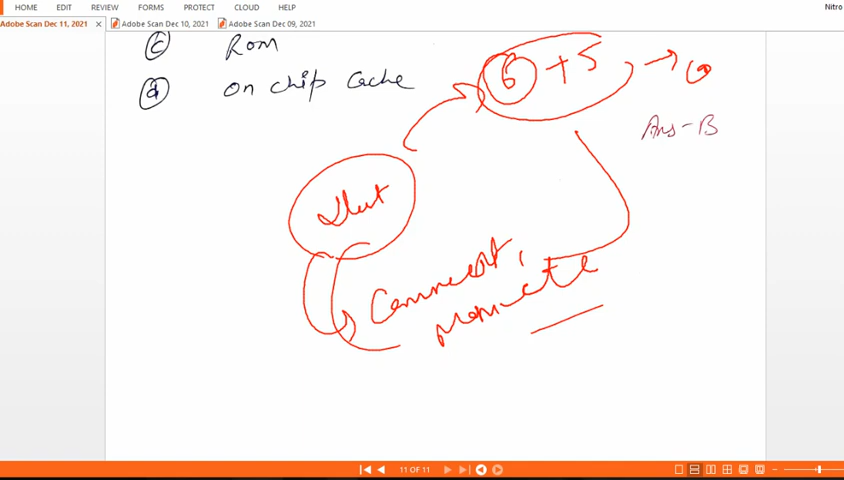 HOME EDIT REVIEW FORMS PROTECT CLOUD HELP Nitro
Adobe Scan Dec 11, 2021 × Adobe Scan Dec 10, 2021 Adobe Scan Dec 09, 2021
(c) Rom
(d) on chip Cache
6 + 5 →
Ans - B
Connect,
11 OF 11